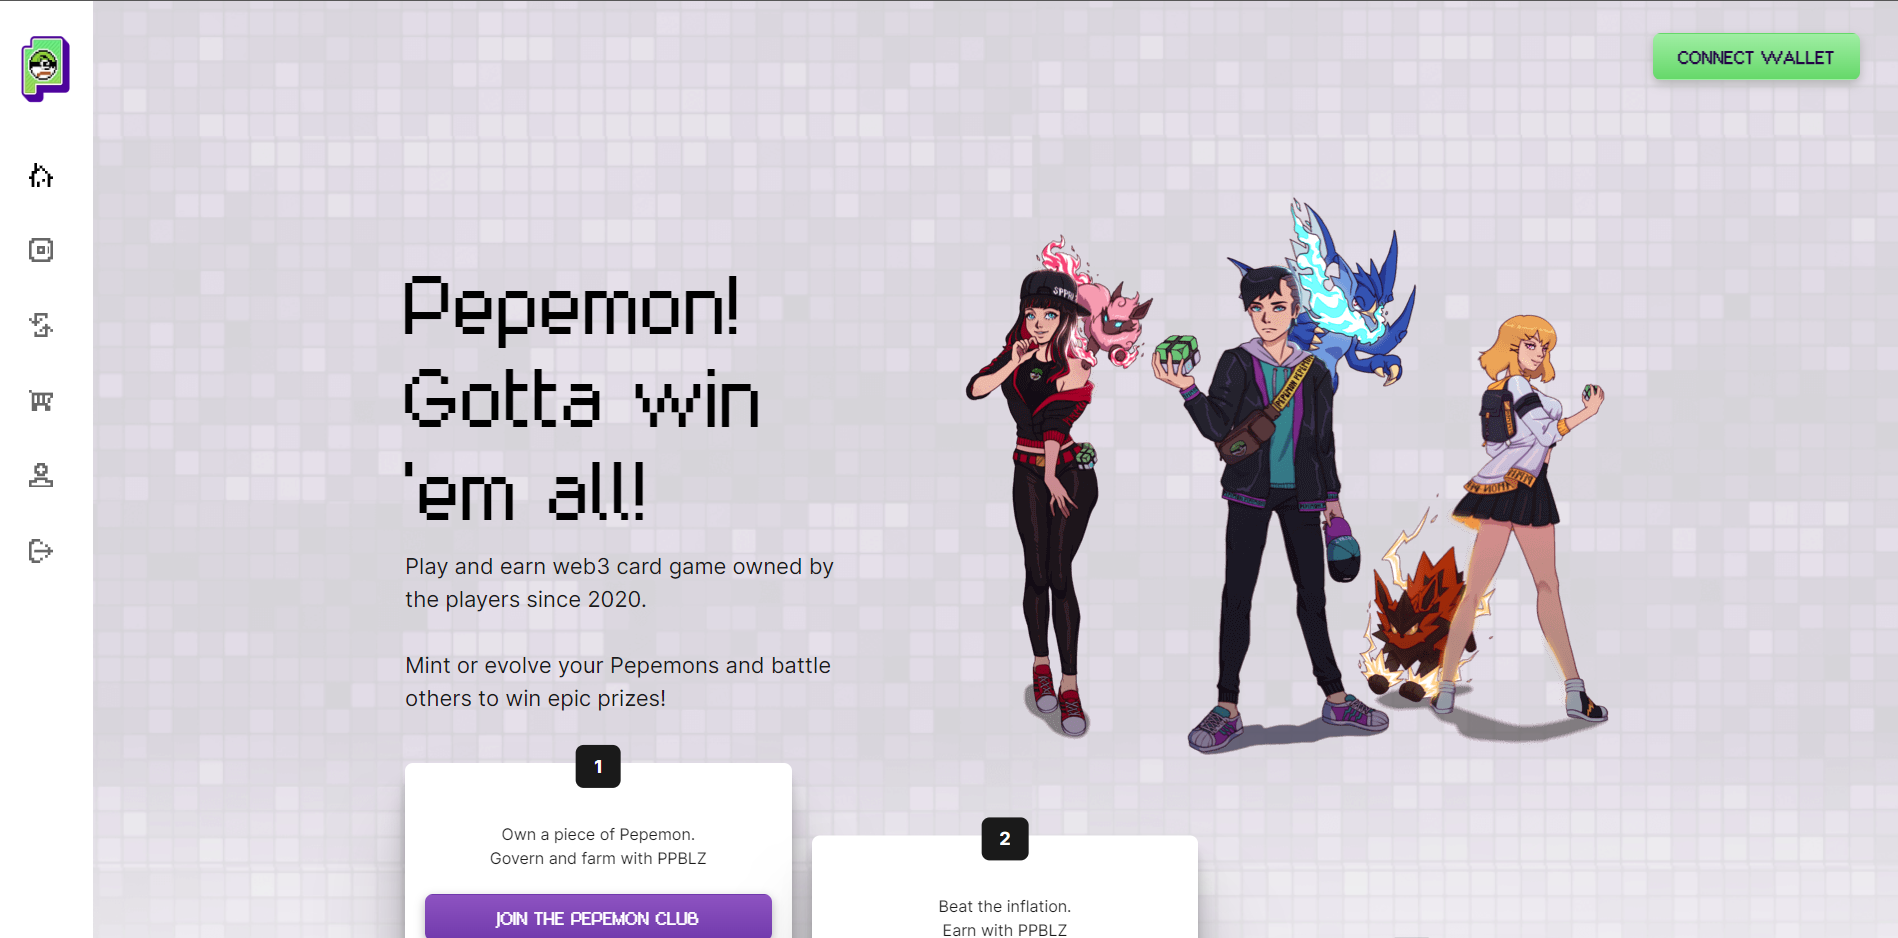 CONNECT WALLET
Pepemon!
Gotta win
'em all!
Play and earn web3 card game owned by
the players since 2020.
Mint or evolve your Pepemons and battle
others to win epic prizes!
1
Own a piece of Pepemon.
Govern and farm with PPBLZ
JOIN THE PEPEMON CLUB
2
Beat the inflation.
Earn with PPBLZ